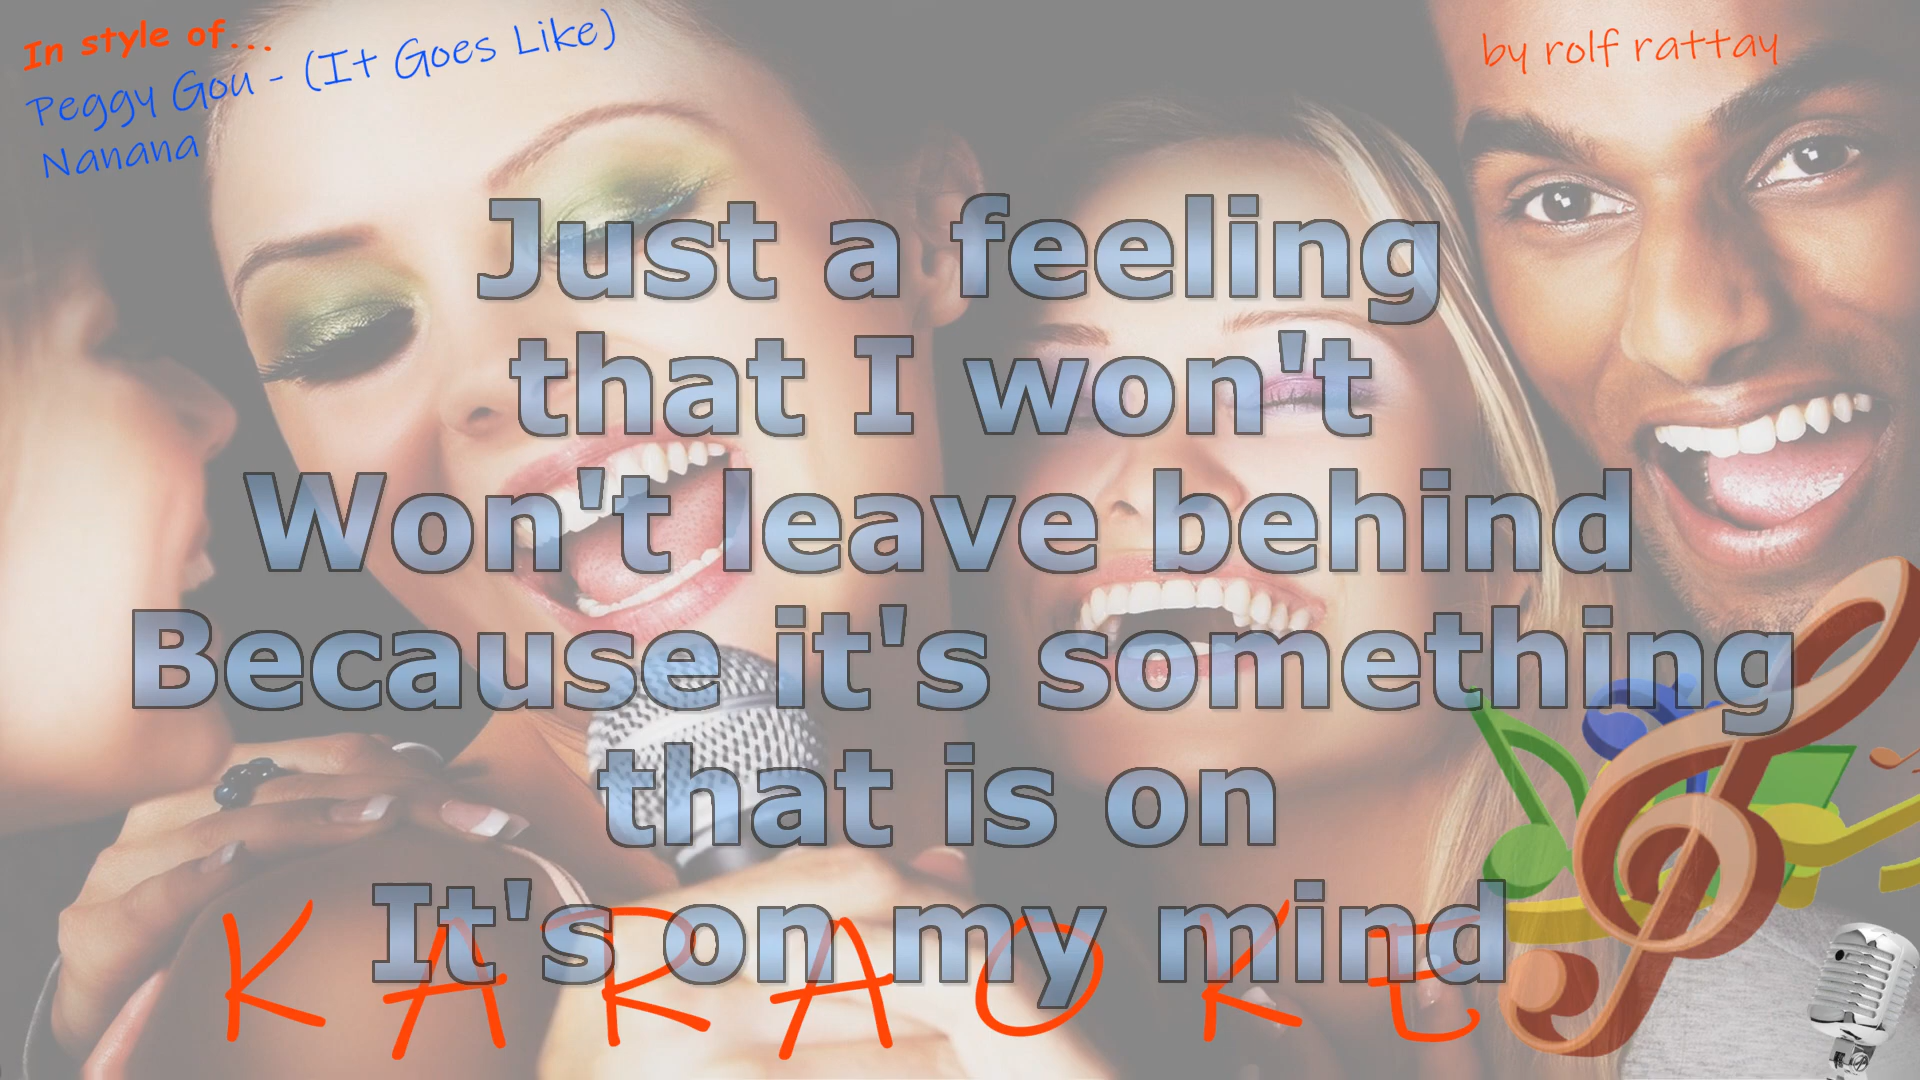 In style of...
Peggy Gou - (It Goes Like)
Nanana
by rolf rattay
Just a feeling
that I won't
Won't leave behind
Because it's something
that is on
It's on my mind
KARAOKE